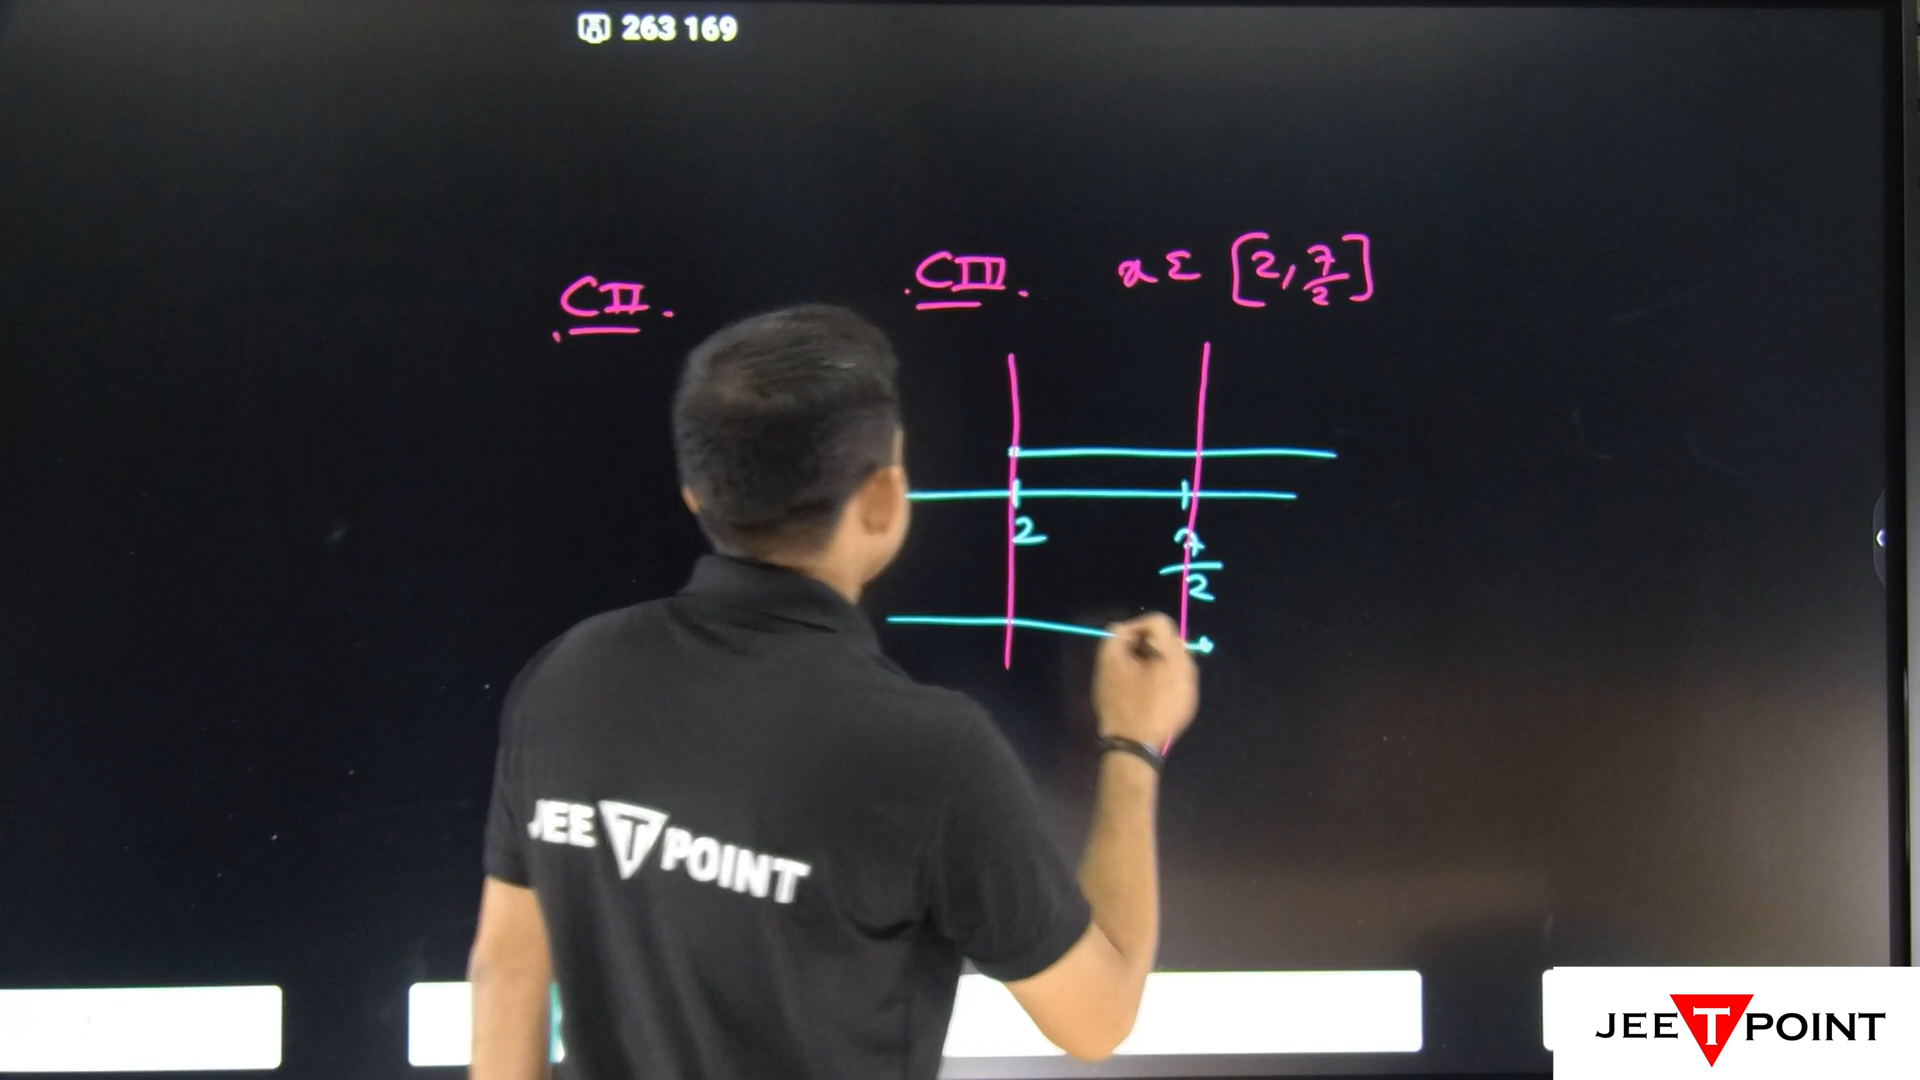 263 169
CII.
.CIII. x ∈ [2, 7/2]
2
7/2
JEE T POINT
JEE T POINT